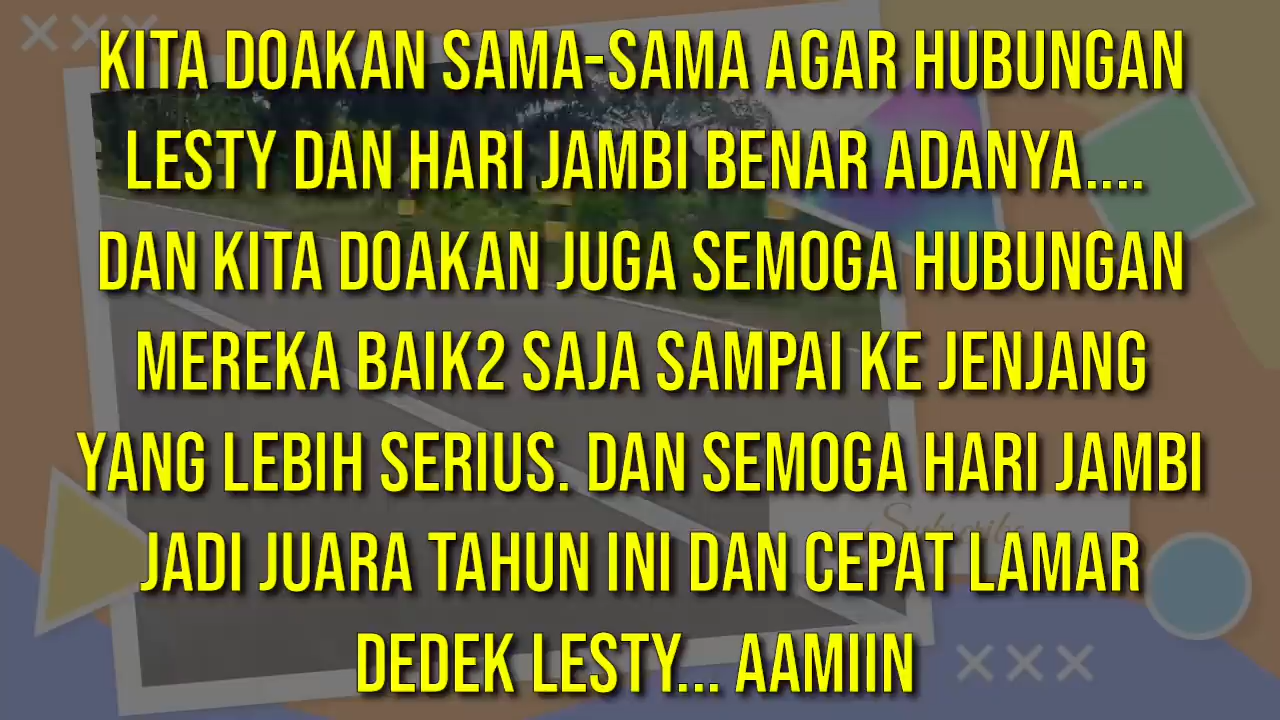 KITA DOAKAN SAMA-SAMA AGAR HUBUNGAN
LESTY DAN HARI JAMBI BENAR ADANYA....
DAN KITA DOAKAN JUGA SEMOGA HUBUNGAN
MEREKA BAIK2 SAJA SAMPAI KE JENJANG
YANG LEBIH SERIUS. DAN SEMOGA HARI JAMBI
Subscribe
JADI JUARA TAHUN INI DAN CEPAT LAMAR
DEDEK LESTY... AAMIIN